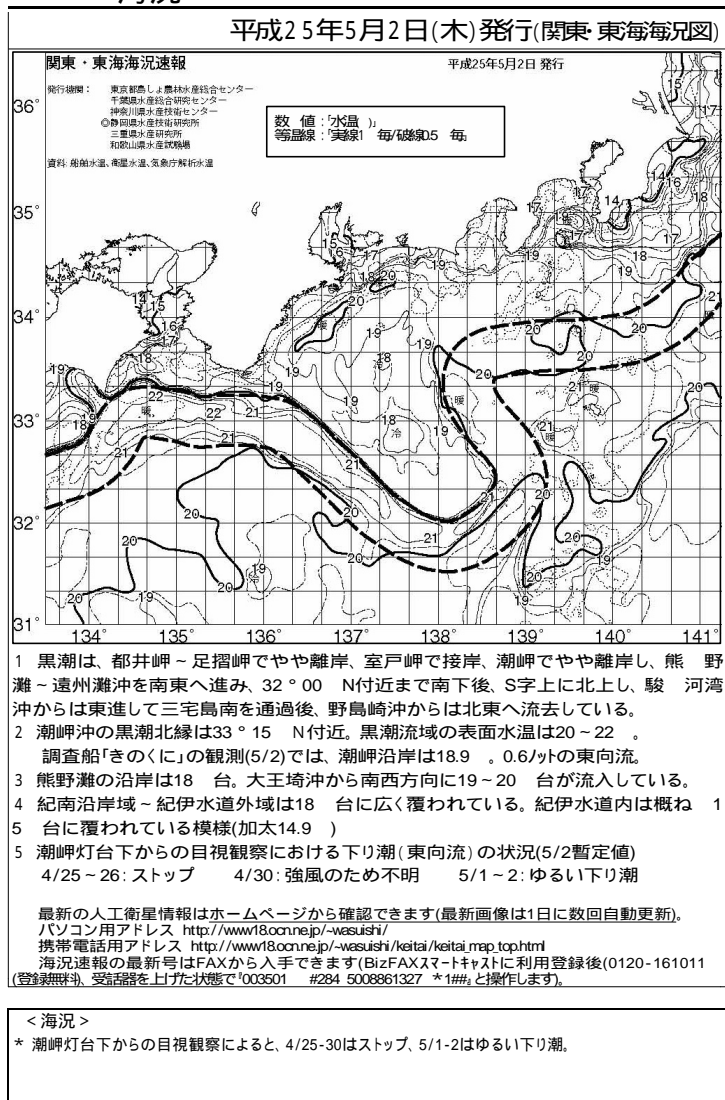 平成25年5月2日(木)発行(関東・東海海況図)
関東・東海海況速報
平成25年5月2日 発行
発行機関: 東京都島しょ農林水産総合センター
千葉県水産総合研究センター
神奈川県水産技術センター
◎静岡県水産技術研究所
三重県水産研究所
和歌山県水産試験場
資料: 船舶水温、衛星水温、気象庁解析水温
数 値:「水温 )」
等温線:「実線1 毎/破線0.5 毎」
36°
35°
34°
33°
32°
31°
134° 135° 136° 137° 138° 139° 140° 141°
1 黒潮は、都井岬~足摺岬でやや離岸、室戸岬で接岸、潮岬でやや離岸し、熊 野
灘~遠州灘沖を南東へ進み、32°00 N付近まで南下後、S字上に北上し、駿 河湾
沖からは東進して三宅島南を通過後、野島崎沖からは北東へ流去している。
2 潮岬沖の黒潮北縁は33°15 N付近。黒潮流域の表面水温は20~22 。
調査船「きのくに」の観測(5/2)では、潮岬沿岸は18.9 。0.6ノットの東向流。
3 熊野灘の沿岸は18 台。大王埼沖から南西方向に19~20 台が流入している。
4 紀南沿岸域~紀伊水道外域は18 台に広く覆われている。紀伊水道内は概ね 1
5 台に覆われている模様(加太14.9 )
5 潮岬灯台下からの目視観察における下り潮(東向流)の状況(5/2暫定値)
4/25~26:ストップ 4/30:強風のため不明 5/1~2:ゆるい下り潮
最新の人工衛星情報はホームページから確認できます(最新画像は1日に数回自動更新)。
パソコン用アドレス http://www18.ocn.ne.jp/~wasuishi/
携帯電話用アドレス http://www18.ocn.ne.jp/~wasuishi/keitai/keitai_map_top.html
海況速報の最新号はFAXから入手できます(BizFAXスマートキャストに利用登録後(0120-161011
(登録無料)、受話器を上げた状態で『003501 #284 5008861327 *1##』と操作します)。
<海況>
* 潮岬灯台下からの目視観察によると、4/25-30はストップ、5/1-2はゆるい下り潮。